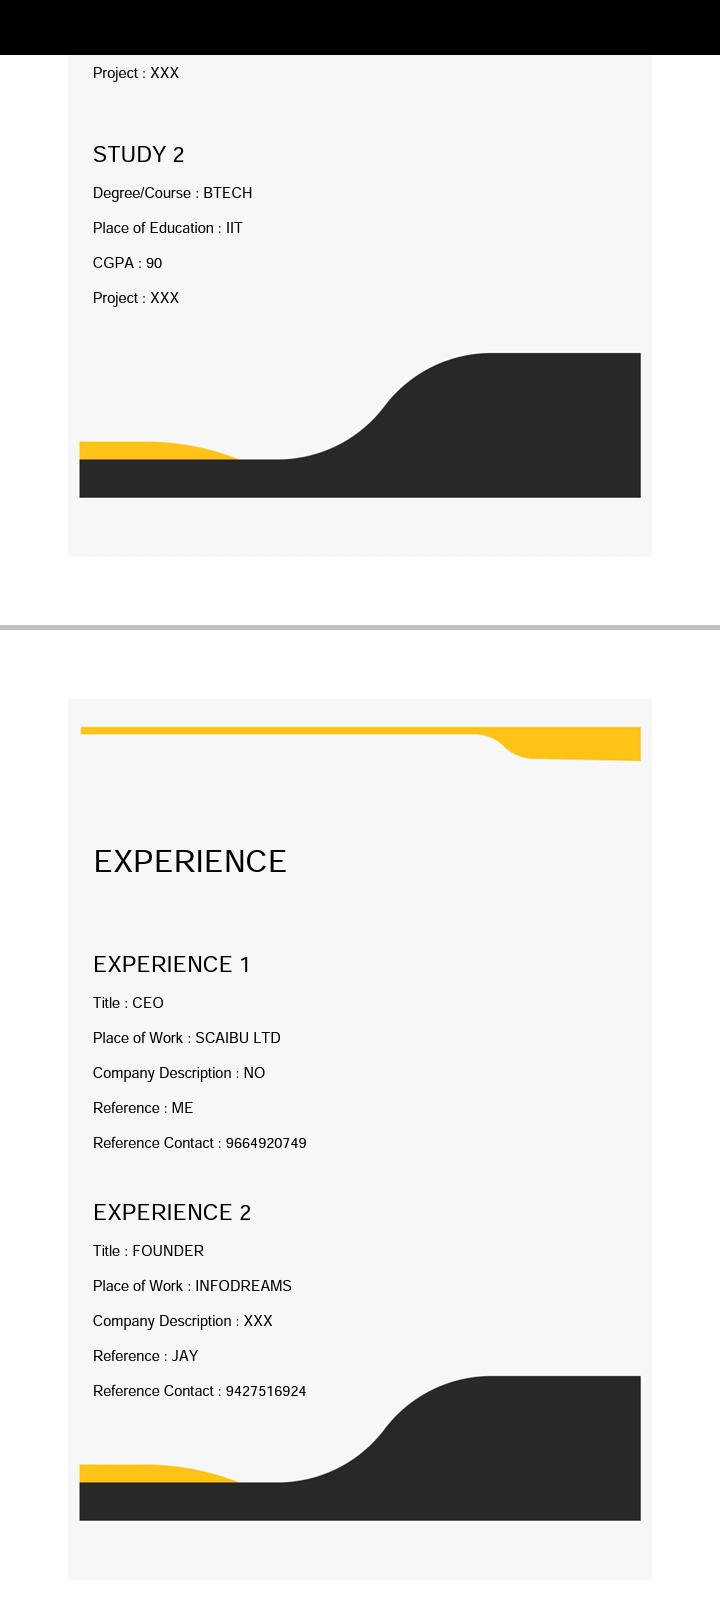 Project : XXX
STUDY 2
Degree/Course : BTECH
Place of Education : IIT
CGPA : 90
Project : XXX
EXPERIENCE
EXPERIENCE 1
Title : CEO
Place of Work : SCAIBU LTD
Company Description : NO
Reference : ME
Reference Contact : 9664920749
EXPERIENCE 2
Title : FOUNDER
Place of Work : INFODREAMS
Company Description : XXX
Reference : JAY
Reference Contact : 9427516924